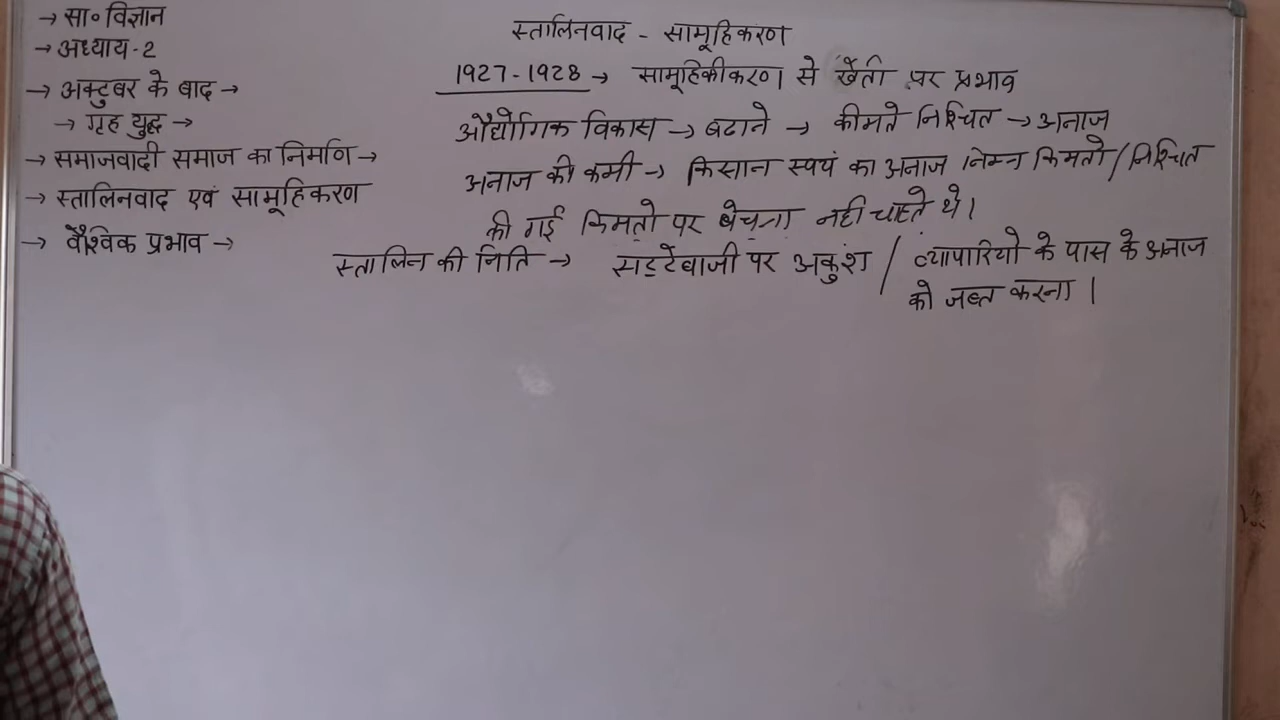 → सा॰ विज्ञान
→ अध्याय-2
→ अक्टुबर के बाद →
→ गृह युद्ध →
→ समाजवादी समाज का निर्माण →
→ स्तालिनवाद एवं सामूहिकरण
→ वैश्विक प्रभाव →
स्तालिनवाद - सामूहिकरण
1927-1928 → सामूहिकीकरण से खेती पर प्रभाव
औद्योगिक विकास → बढाने → कीमते निश्चित → अनाज
अनाज की कमी → किसान स्वयं का अनाज निम्न किमतो / निश्चित
की गई किमतो पर बेचना नही चाहते थे।
स्तालिन की निति → सट्टेबाजी पर अकुंश / व्यापारियो के पास के अनाज
को जब्त करना।